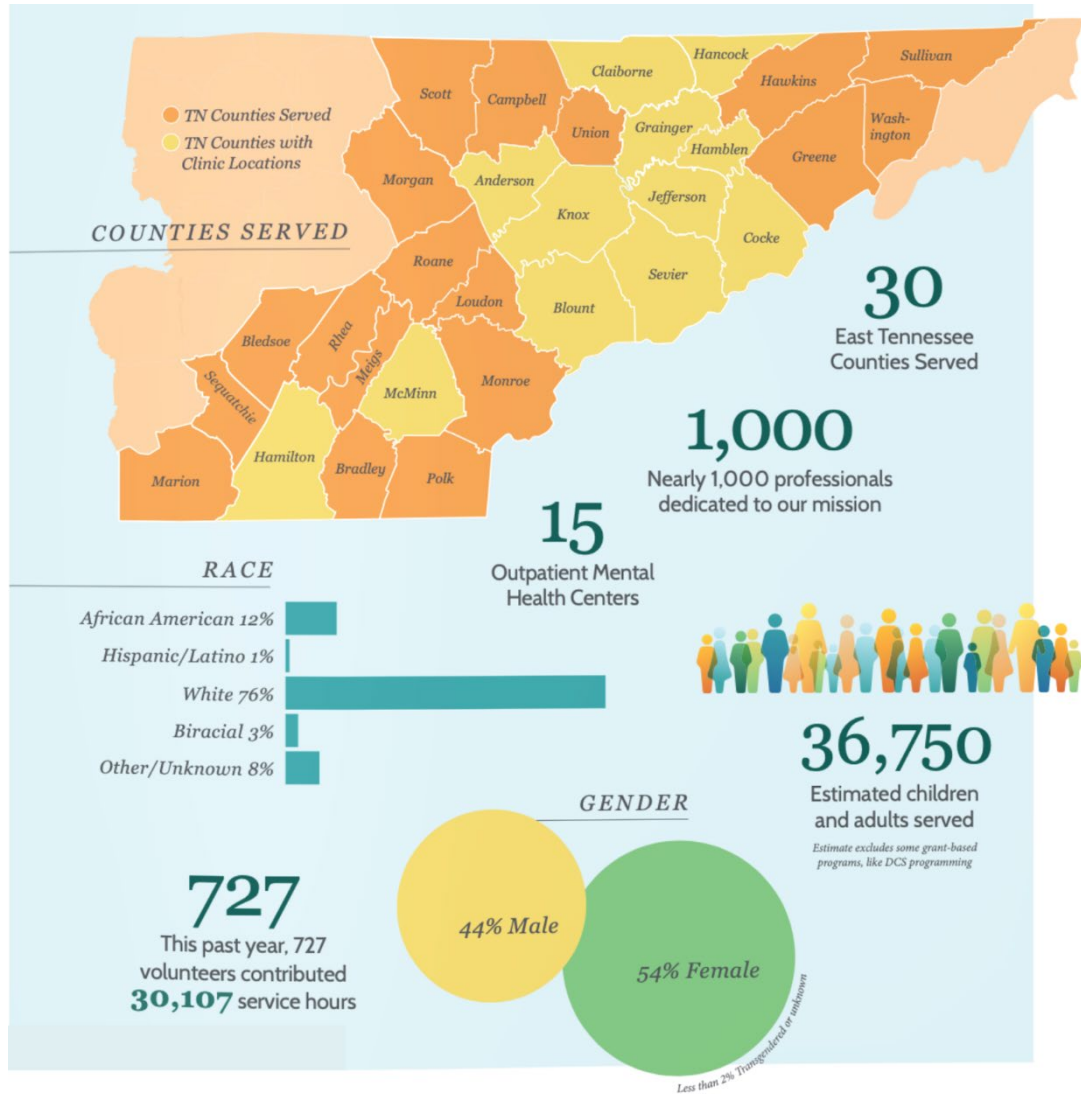 Scott
Campbell
Claiborne
Hancock
Hawkins
Sullivan
TN Counties Served
TN Counties with
Clinic Locations
Union
Grainger
Hamblen
Greene
Wash-
ington
Morgan
Anderson
Knox
Jefferson
Cocke
COUNTIES SERVED
Roane
Loudon
Blount
Sevier
Bledsoe
Rhea
Meigs
Sequatchie
McMinn
Monroe
Marion
Hamilton
Bradley
Polk
30
East Tennessee
Counties Served
1,000
Nearly 1,000 professionals
dedicated to our mission
15
Outpatient Mental
Health Centers
RACE
African American 12%
Hispanic/Latino 1%
White 76%
Biracial 3%
Other/Unknown 8%
36,750
Estimated children
and adults served
Estimate excludes some grant-based
programs, like DCS programming
GENDER
44% Male
54% Female
Less than 2% Transgendered or unknown
727
This past year, 727
volunteers contributed
30,107 service hours